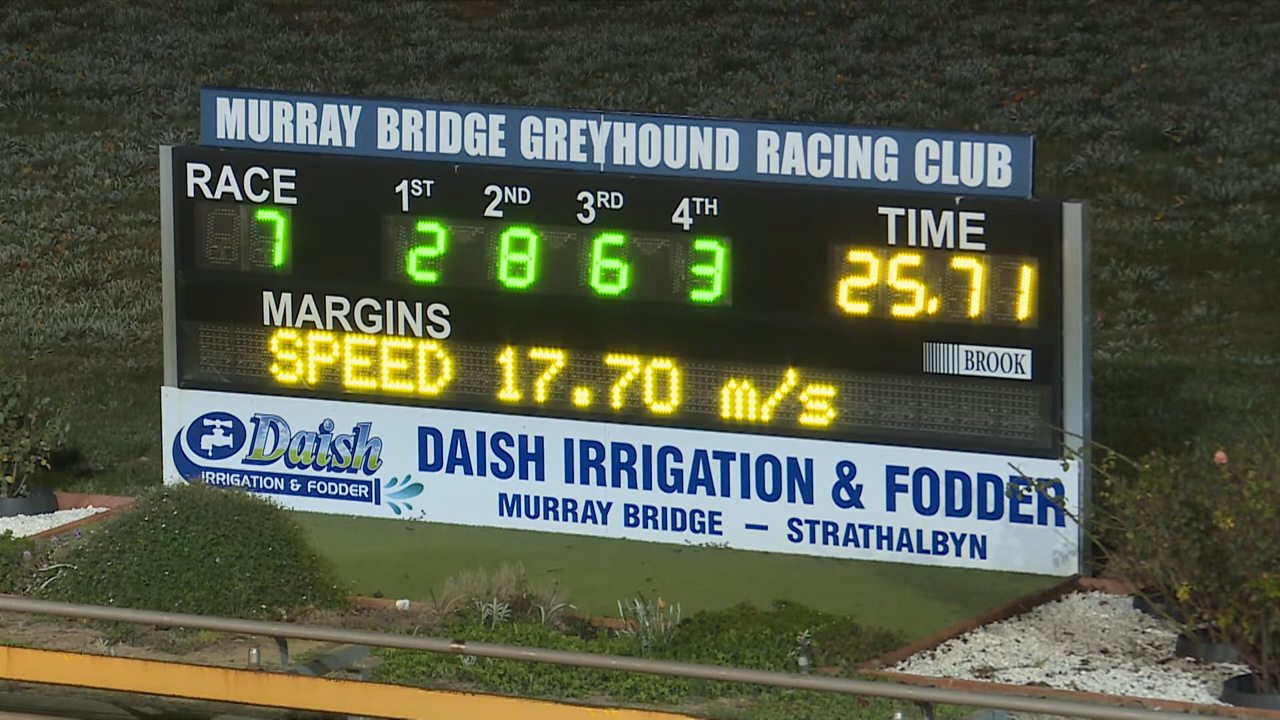 MURRAY BRIDGE GREYHOUND RACING CLUB
RACE 1ST 2ND 3RD 4TH TIME
7 2 8 6 3 25.71
MARGINS
BROOK
SPEED 17.70 m/s
Daish
IRRIGATION & FODDER
DAISH IRRIGATION & FODDER
MURRAY BRIDGE – STRATHALBYN